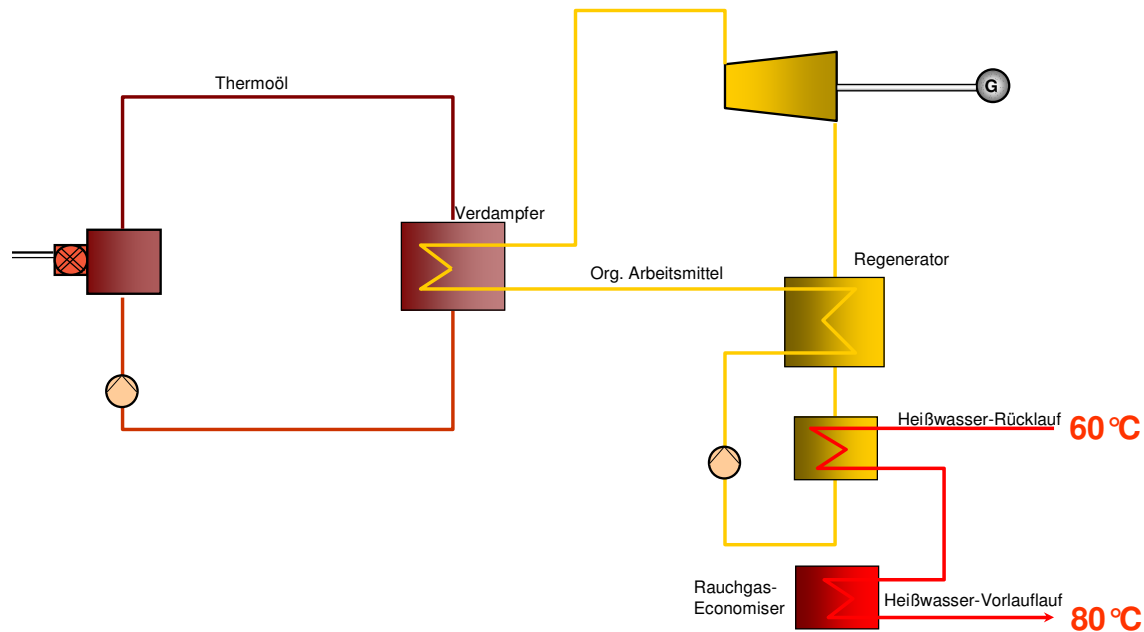 Thermoöl
G
Verdampfer
Regenerator
Org. Arbeitsmittel
Heißwasser-Rücklauf
60°C
Rauchgas-
Economiser
Heißwasser-Vorlauflauf
80°C